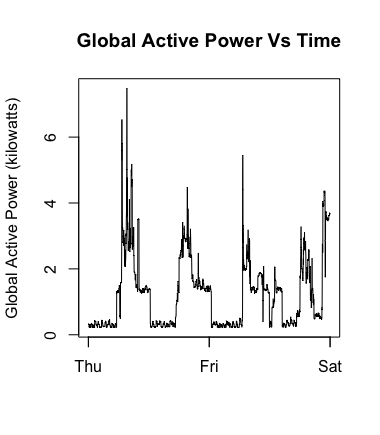 Global Active Power Vs Time
Global Active Power (kilowatts)
6
4
2
0
Thu Fri Sat